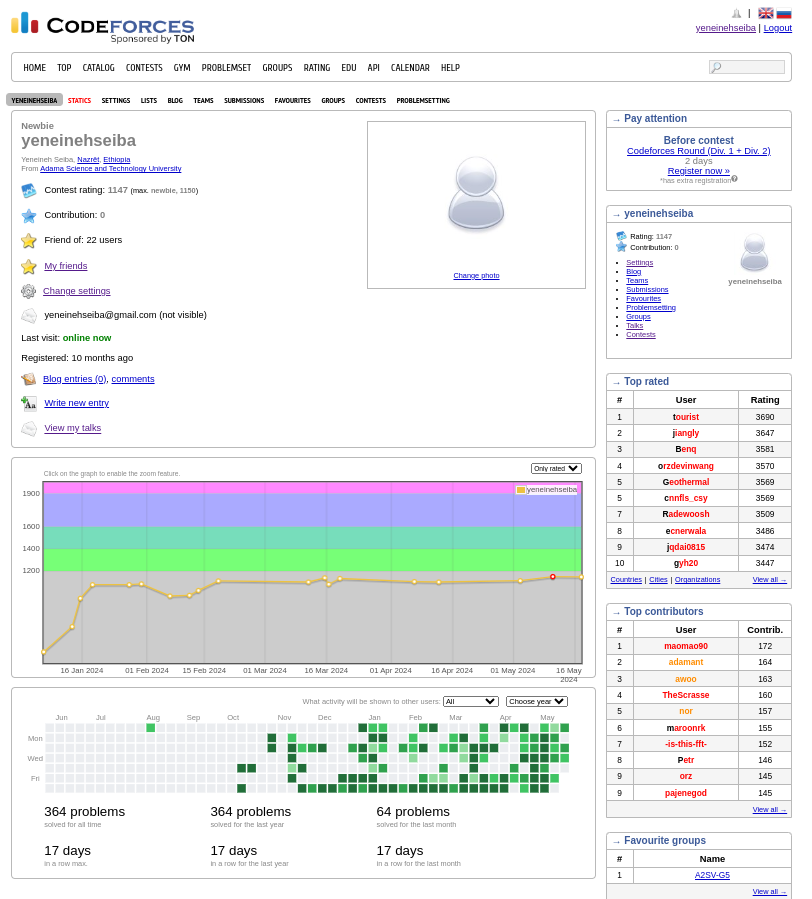 CODEFORCES
Sponsored by TON
|
yeneinehseiba | Logout
HOME TOP CATALOG CONTESTS GYM PROBLEMSET GROUPS RATING EDU API CALENDAR HELP
YENEINEHSEIBA STATICS SETTINGS LISTS BLOG TEAMS SUBMISSIONS FAVOURITES GROUPS CONTESTS PROBLEMSETTING
Newbie
yeneinehseiba
Yeneineh Seiba, Nazrēt, Ethiopia
From Adama Science and Technology University
Contest rating: 1147 (max. newbie, 1150)
Contribution: 0
Friend of: 22 users
My friends
Change settings
yeneinehseiba@gmail.com (not visible)
Last visit: online now
Registered: 10 months ago
Blog entries (0), comments
Write new entry
View my talks
Change photo
Click on the graph to enable the zoom feature.
Only rated
yeneinehseiba
1900
1600
1400
1200
16 Jan 2024 01 Feb 2024 15 Feb 2024 01 Mar 2024 16 Mar 2024 01 Apr 2024 16 Apr 2024 01 May 2024 16 May 2024
What activity will be shown to other users: All Choose year
Jun Jul Aug Sep Oct Nov Dec Jan Feb Mar Apr May
Mon
Wed
Fri
364 problems 364 problems 64 problems
solved for all time solved for the last year solved for the last month
17 days 17 days 17 days
in a row max. in a row for the last year in a row for the last month
→ Pay attention
Before contest
Codeforces Round (Div. 1 + Div. 2)
2 days
Register now »
*has extra registration
→ yeneinehseiba
Rating: 1147
Contribution: 0
Settings
Blog
Teams
Submissions
Favourites
Problemsetting
Groups
Talks
Contests
yeneinehseiba
→ Top rated
# User Rating
1 tourist 3690
2 jiangly 3647
3 Benq 3581
4 orzdevinwang 3570
5 Geothermal 3569
5 cnnfls_csy 3569
7 Radewoosh 3509
8 ecnerwala 3486
9 jqdai0815 3474
10 gyh20 3447
Countries | Cities | Organizations View all →
→ Top contributors
# User Contrib.
1 maomao90 172
2 adamant 164
3 awoo 163
4 TheScrasse 160
5 nor 157
6 maroonrk 155
7 -is-this-fft- 152
8 Petr 146
9 orz 145
9 pajenegod 145
View all →
→ Favourite groups
# Name
1 A2SV-G5
View all →